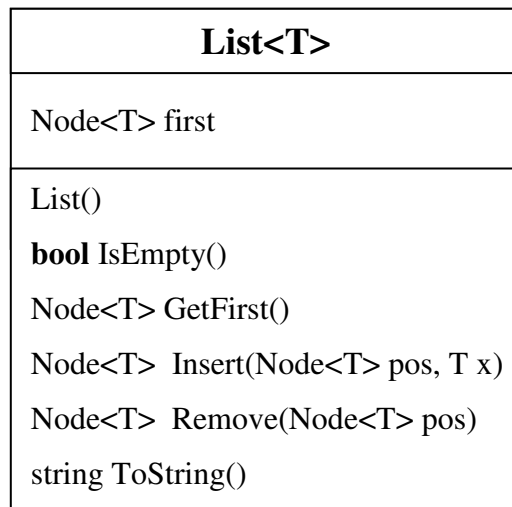 List<T>
Node<T> first
List()
bool IsEmpty()
Node<T> GetFirst()
Node<T> Insert(Node<T> pos, T x)
Node<T> Remove(Node<T> pos)
string ToString()